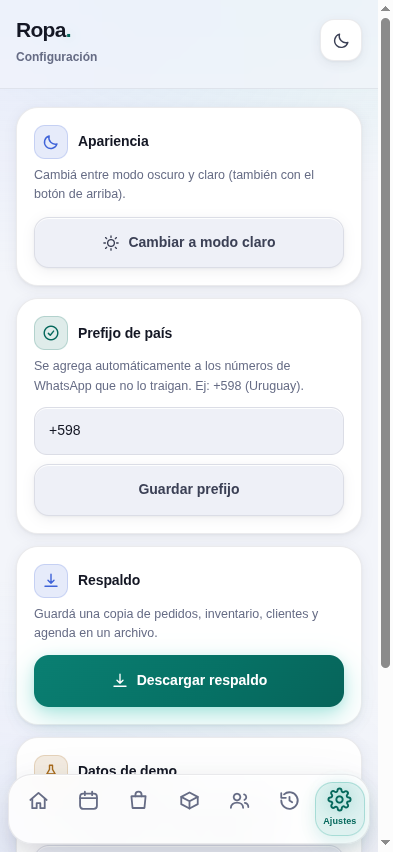 Ropa.
Configuración
Apariencia
Cambiá entre modo oscuro y claro (también con el
botón de arriba).
Cambiar a modo claro
Prefijo de país
Se agrega automáticamente a los números de
WhatsApp que no lo traigan. Ej: +598 (Uruguay).
+598
Guardar prefijo
Respaldo
Guardá una copia de pedidos, inventario, clientes y
agenda en un archivo.
Descargar respaldo
Datos de demo
Ajustes